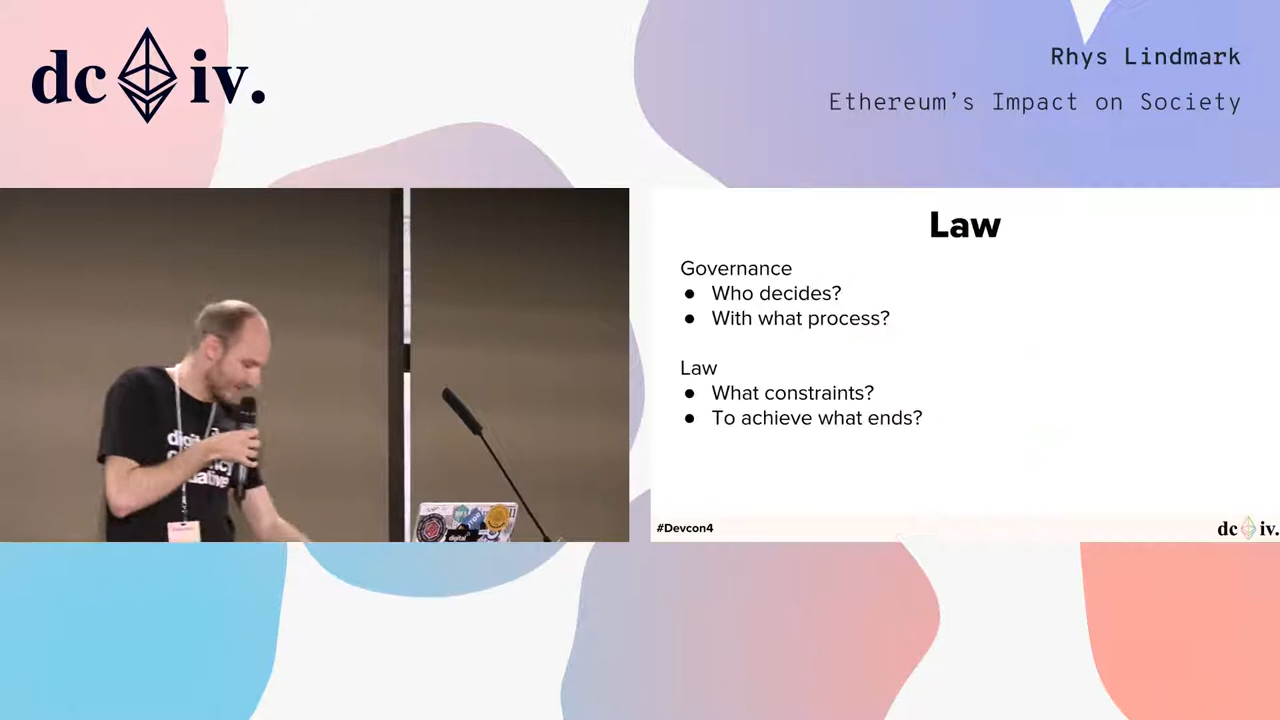 dc iv.
Rhys Lindmark
Ethereum's Impact on Society
Law
Governance
● Who decides?
● With what process?
Law
● What constraints?
● To achieve what ends?
#Devcon4
dc iv.
digital